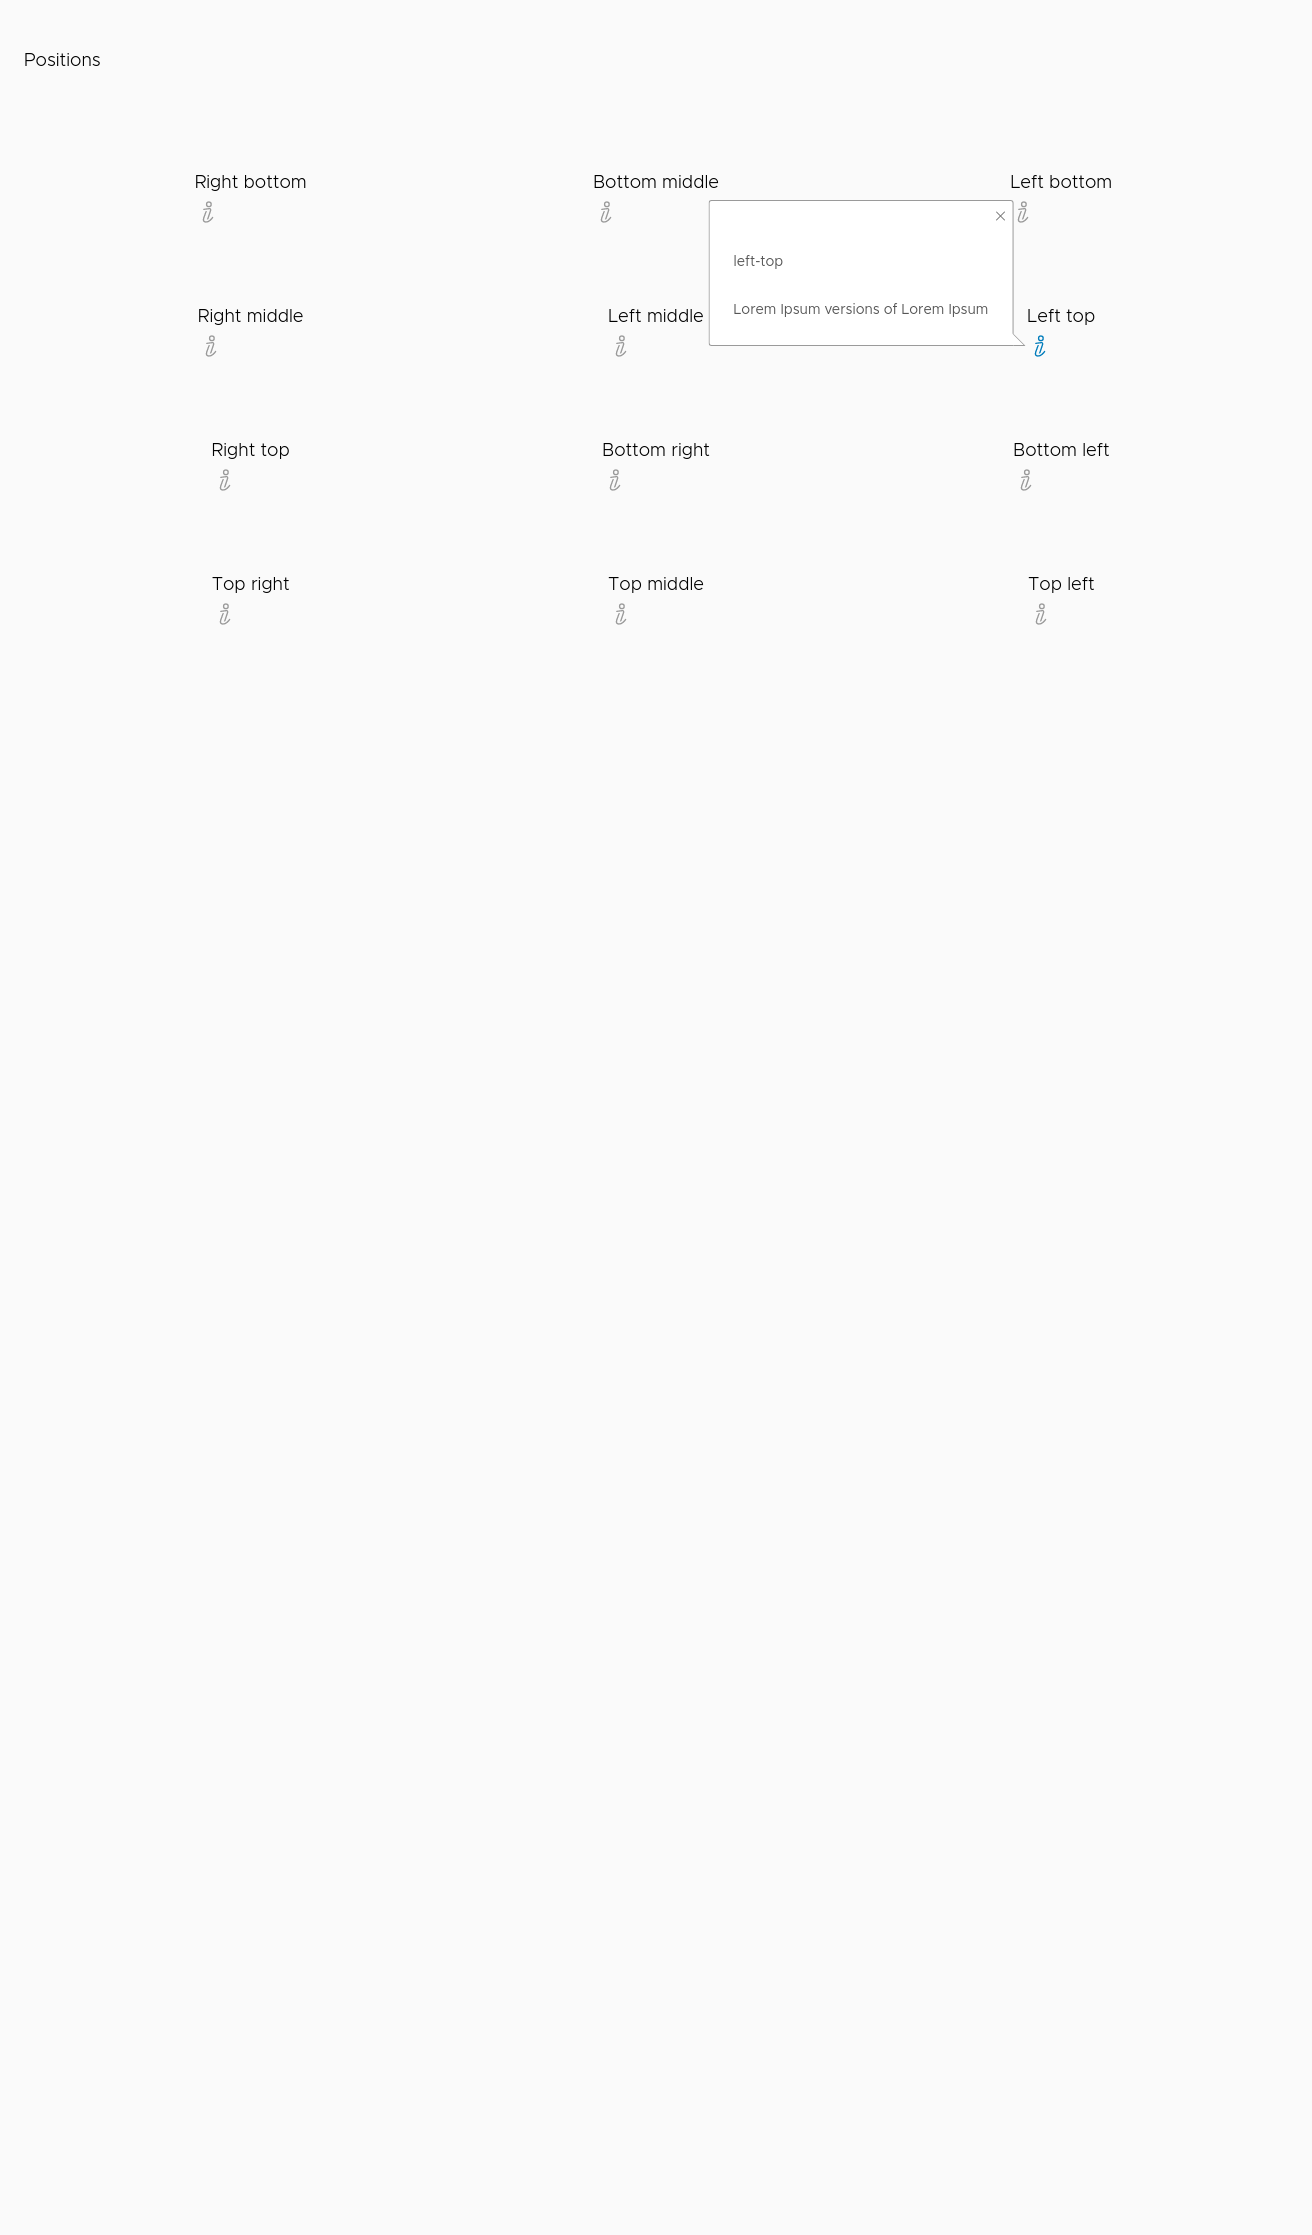 Positions
Right bottom
Bottom middle
Left bottom
left-top
Lorem Ipsum versions of Lorem Ipsum
Right middle
Left middle
Left top
Right top
Bottom right
Bottom left
Top right
Top middle
Top left